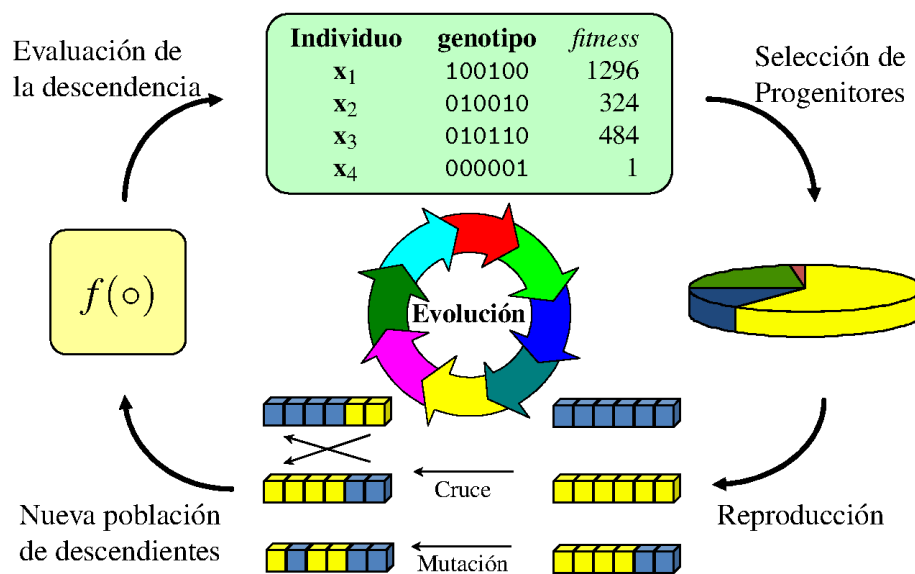 Individuo genotipo fitness
x1 100100 1296
x2 010010 324
x3 010110 484
x4 000001 1
Evaluación de
la descendencia
Selección de
Progenitores
f(∘)
Evolución
Cruce
Mutación
Nueva población
de descendientes
Reproducción